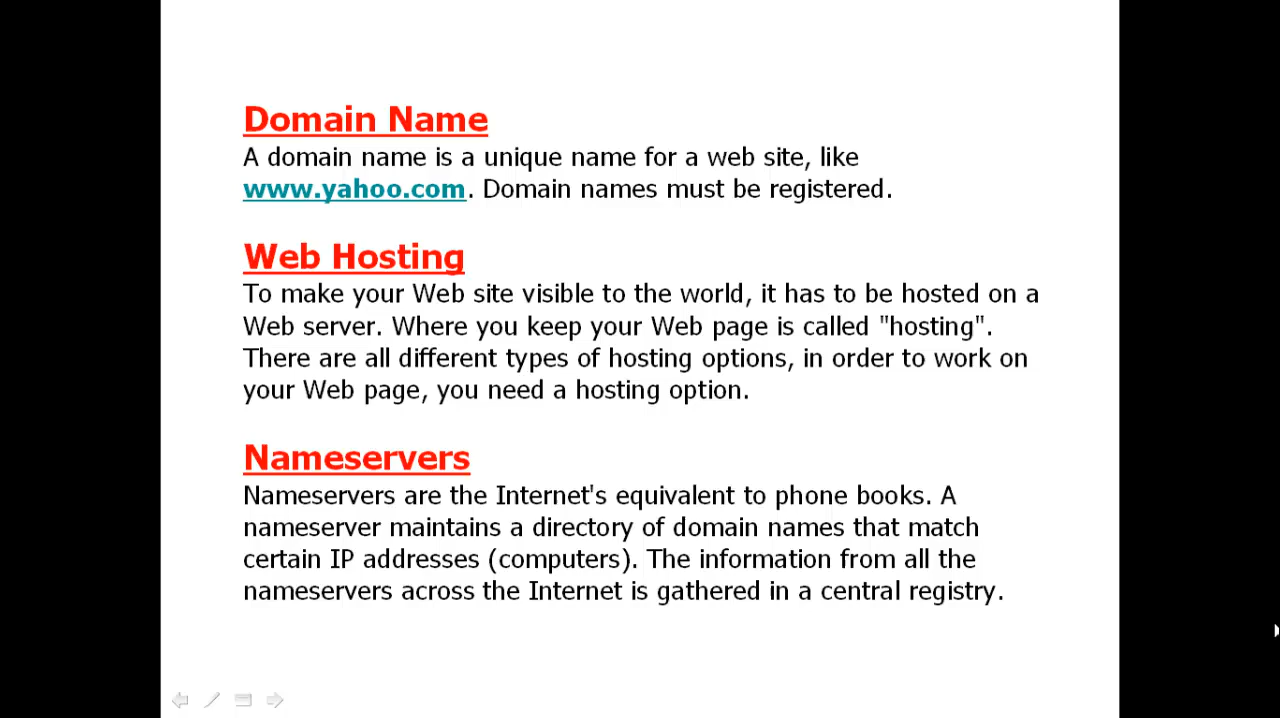 Domain Name
A domain name is a unique name for a web site, like
www.yahoo.com. Domain names must be registered.
Web Hosting
To make your Web site visible to the world, it has to be hosted on a
Web server. Where you keep your Web page is called "hosting".
There are all different types of hosting options, in order to work on
your Web page, you need a hosting option.
Nameservers
Nameservers are the Internet's equivalent to phone books. A
nameserver maintains a directory of domain names that match
certain IP addresses (computers). The information from all the
nameservers across the Internet is gathered in a central registry.